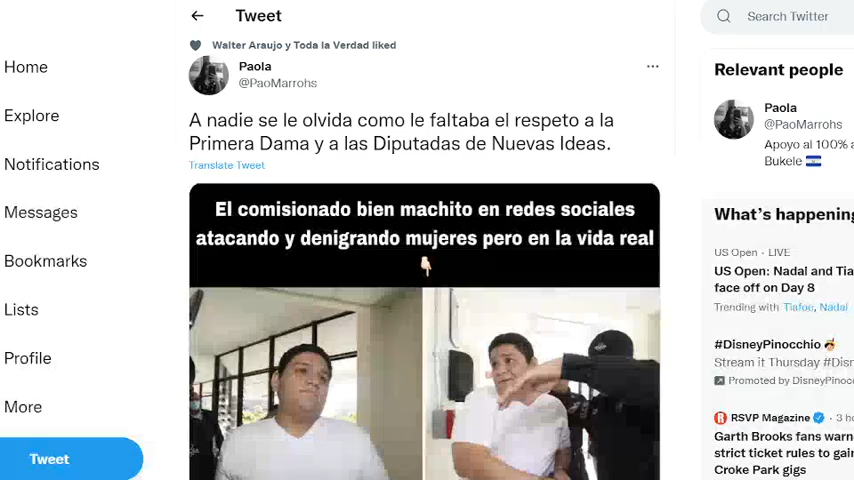 Tweet
Search Twitter
Walter Araujo y Toda la Verdad liked
Paola
@PaoMarrohs
A nadie se le olvida como le faltaba el respeto a la
Primera Dama y a las Diputadas de Nuevas Ideas.
Translate Tweet
El comisionado bien machito en redes sociales
atacando y denigrando mujeres pero en la vida real
Home
Explore
Notifications
Messages
Bookmarks
Lists
Profile
More
Tweet
Relevant people
Paola
@PaoMarrohs
Apoyo al 100% a
Bukele
What's happening
US Open · LIVE
US Open: Nadal and Tia
face off on Day 8
Trending with Tiafoe, Nadal
#DisneyPinocchio
Stream it Thursday #Disn
Promoted by DisneyPinocc
RSVP Magazine · 3 ho
Garth Brooks fans warn
strict ticket rules to gai
Croke Park gigs